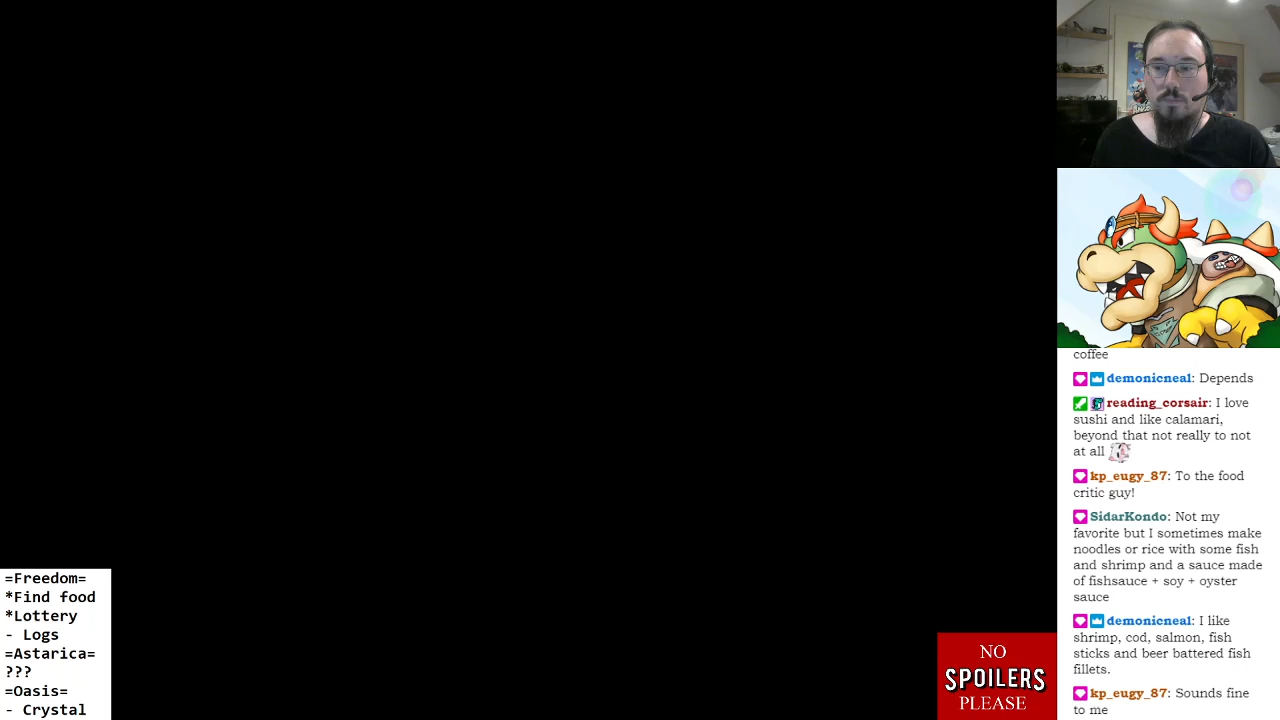 coffee
demonicneal: Depends
reading_corsair: I love
sushi and like calamari,
beyond that not really to not
at all
kp_eugy_87: To the food
critic guy!
SidarKondo: Not my
favorite but I sometimes make
noodles or rice with some fish
and shrimp and a sauce made
of fishsauce + soy + oyster
sauce
demonicneal: I like
shrimp, cod, salmon, fish
sticks and beer battered fish
fillets.
kp_eugy_87: Sounds fine
to me
=Freedom=
*Find food
*Lottery
- Logs
=Astarica=
???
=Oasis=
- Crystal
NO
SPOILERS
PLEASE